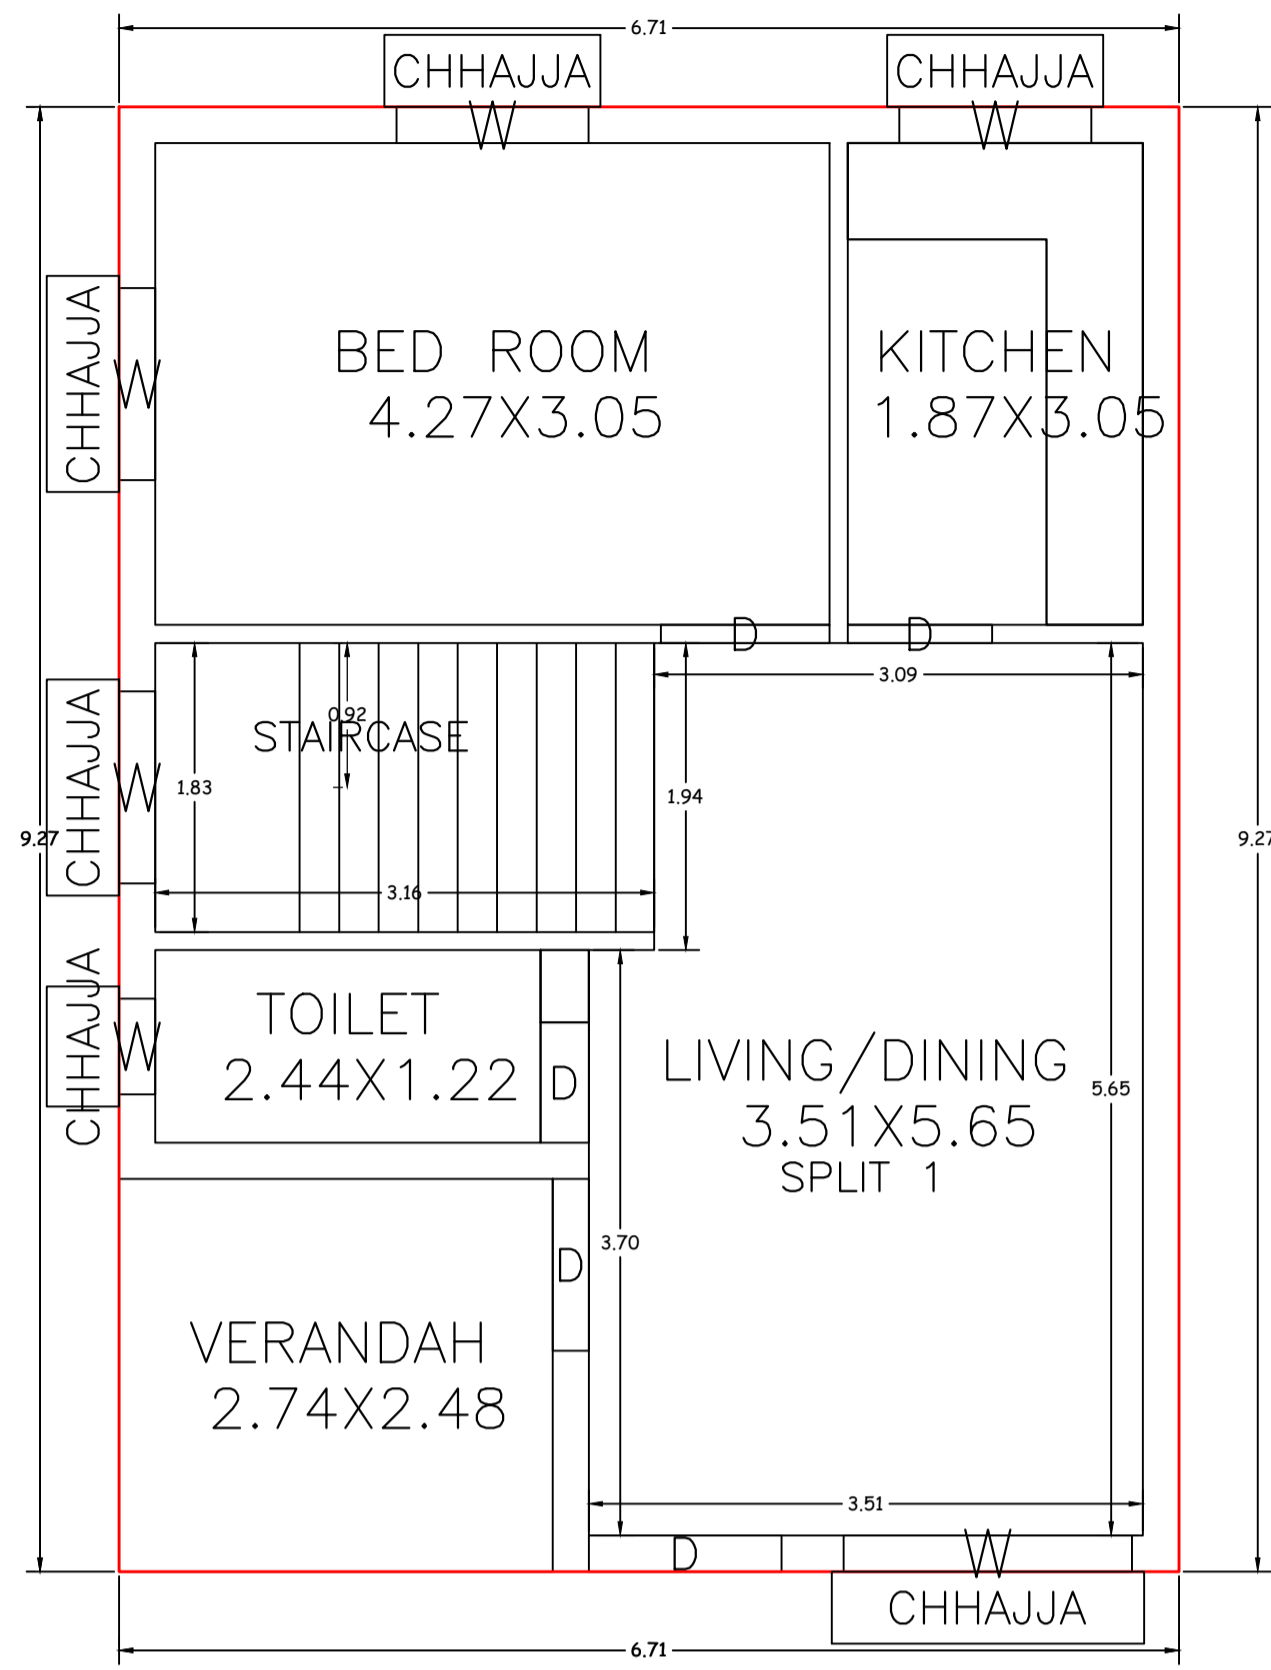 6.71
CHHAJJA
CHHAJJA
W
W
CHHAJJA
W
BED ROOM
4.27X3.05
KITCHEN
1.87X3.05
D
D
3.09
CHHAJJA
W
0.92
STAIRCASE
1.83
1.94
9.27
9.27
3.16
CHHAJJA
W
TOILET
2.44X1.22
D
LIVING/DINING
3.51X5.65
SPLIT 1
5.65
3.70
D
VERANDAH
2.74X2.48
3.51
D
W
CHHAJJA
6.71